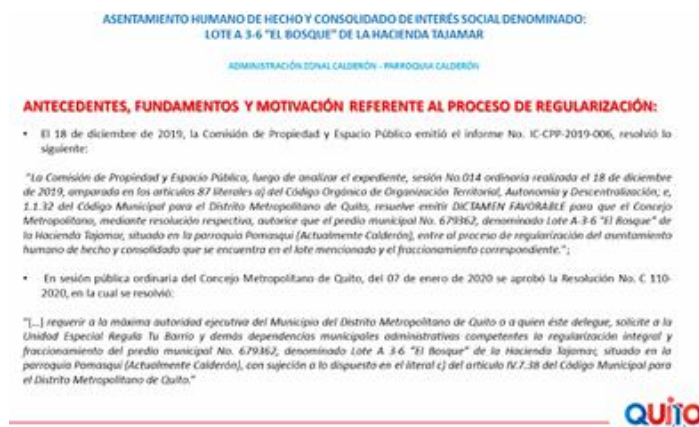 ASENTAMIENTO HUMANO DE HECHO Y CONSOLIDADO DE INTERÉS SOCIAL DENOMINADO:
LOTE A 3-6 "EL BOSQUE" DE LA HACIENDA TAJAMAR
ADMINISTRACIÓN ZONAL CALDERÓN - PARROQUIA CALDERÓN
ANTECEDENTES, FUNDAMENTOS Y MOTIVACIÓN REFERENTE AL PROCESO DE REGULARIZACIÓN:
• El 18 de diciembre de 2019, la Comisión de Propiedad y Espacio Público emitió el informe No. IC-CPP-2019-006, resolvió lo
siguiente:
"La Comisión de Propiedad y Espacio Público, luego de analizar el expediente, sesión No.014 ordinaria realizada el 18 de diciembre
de 2019, amparada en los artículos 87 literales a) del Código Orgánico de Organización Territorial, Autonomía y Descentralización; e,
1.1.32 del Código Municipal para el Distrito Metropolitano de Quito, resuelve emitir DICTAMEN FAVORABLE para que el Concejo
Metropolitano, mediante resolución respectiva, autorice que el predio municipal No. 679362, denominado Lote A-3-6 "El Bosque" de
la Hacienda Tajamar, situado en la parroquia Pomasqui (Actualmente Calderón), entre al proceso de regularización del asentamiento
humano de hecho y consolidado que se encuentra en el lote mencionado y el fraccionamiento correspondiente.";
• En sesión pública ordinaria del Concejo Metropolitano de Quito, del 07 de enero de 2020 se aprobó la Resolución No. C 110-
2020, en la cual se resolvió:
"[...] requerir a la máxima autoridad ejecutiva del Municipio del Distrito Metropolitano de Quito o a quien éste delegue, solicite a la
Unidad Especial Regula Tu Barrio y demás dependencias municipales administrativas competentes la regularización integral y
fraccionamiento del predio municipal No. 679362, denominado Lote A 3-6 "El Bosque" de la Hacienda Tajamar, situado en la
parroquia Pomasqui (Actualmente Calderón), con sujeción a lo dispuesto en el literal c) del artículo IV.7.38 del Código Municipal para
el Distrito Metropolitano de Quito."
QUITO